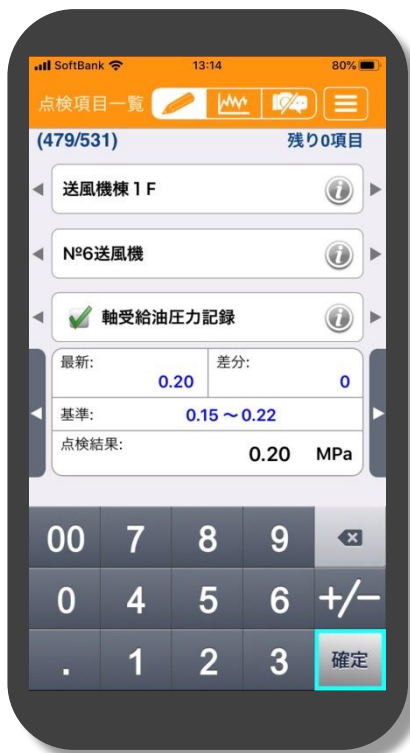 SoftBank 13:14 80%
点検項目一覧
(479/531) 残り0項目
送風機棟1F
№6送風機
軸受給油圧力記録
最新: 0.20 差分: 0
基準: 0.15～0.22
点検結果: 0.20 MPa
00 7 8 9
0 4 5 6 +/−
. 1 2 3 確定